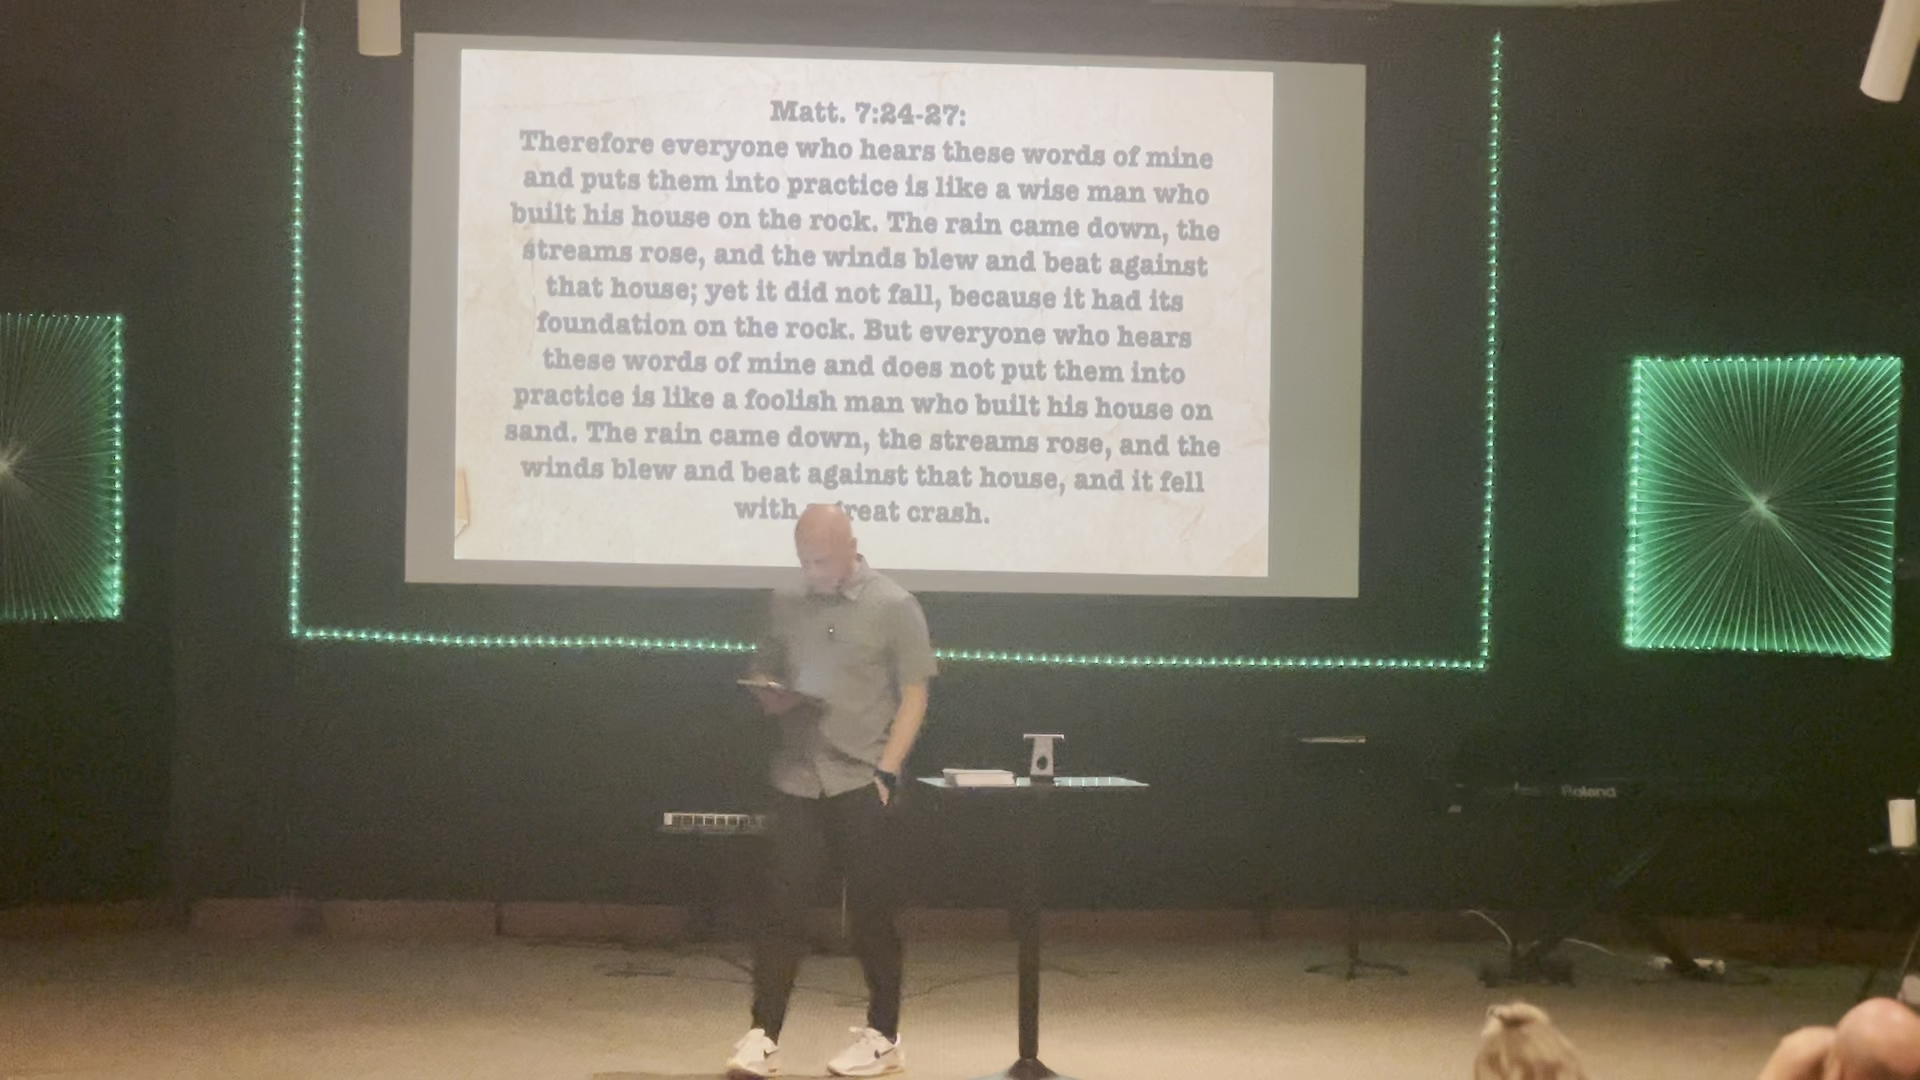 Matt. 7:24-27:
Therefore everyone who hears these words of mine
and puts them into practice is like a wise man who
built his house on the rock. The rain came down, the
streams rose, and the winds blew and beat against
that house; yet it did not fall, because it had its
foundation on the rock. But everyone who hears
these words of mine and does not put them into
practice is like a foolish man who built his house on
sand. The rain came down, the streams rose, and the
winds blew and beat against that house, and it fell
with crash.
Roland